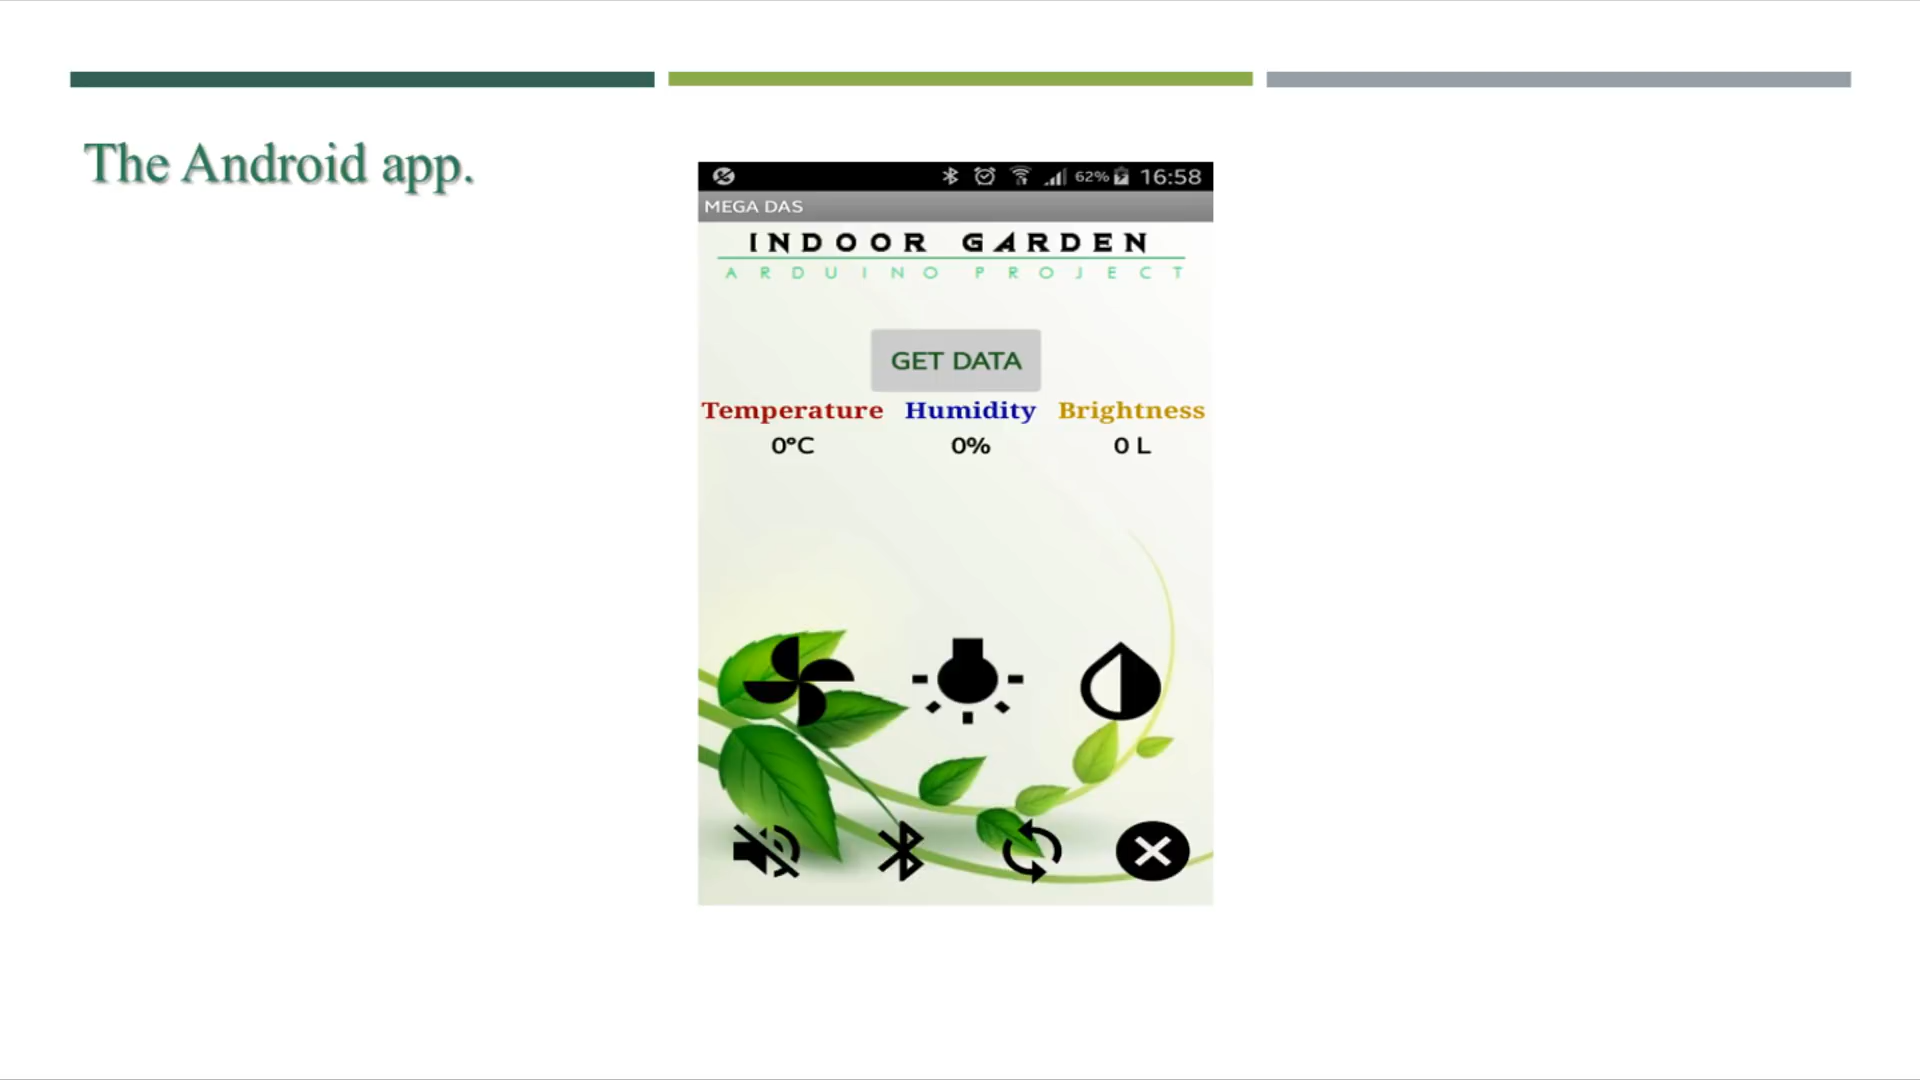 The Android app.
62% 16:58
MEGA DAS
INDOOR GARDEN
ARDUINO PROJECT
GET DATA
Temperature Humidity Brightness
0°C 0% 0 L